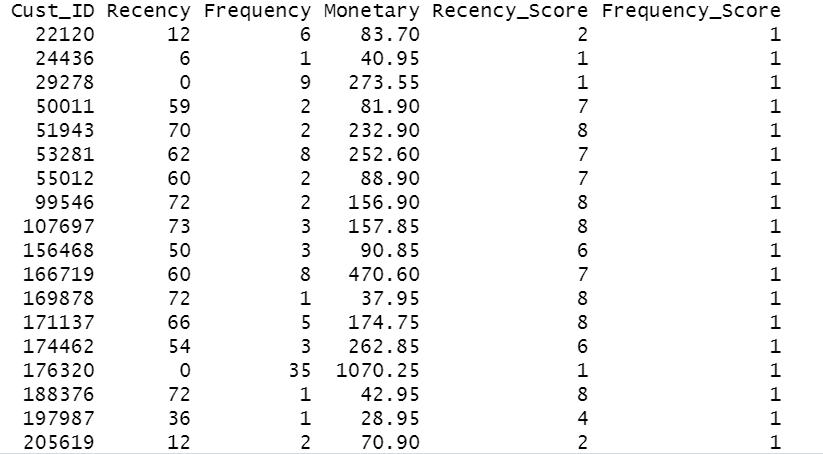 Cust_ID Recency Frequency Monetary Recency_Score Frequency_Score
22120 12 6 83.70 2 1
24436 6 1 40.95 1 1
29278 0 9 273.55 1 1
50011 59 2 81.90 7 1
51943 70 2 232.90 8 1
53281 62 8 252.60 7 1
55012 60 2 88.90 7 1
99546 72 2 156.90 8 1
107697 73 3 157.85 8 1
156468 50 3 90.85 6 1
166719 60 8 470.60 7 1
169878 72 1 37.95 8 1
171137 66 5 174.75 8 1
174462 54 3 262.85 6 1
176320 0 35 1070.25 1 1
188376 72 1 42.95 8 1
197987 36 1 28.95 4 1
205619 12 2 70.90 2 1